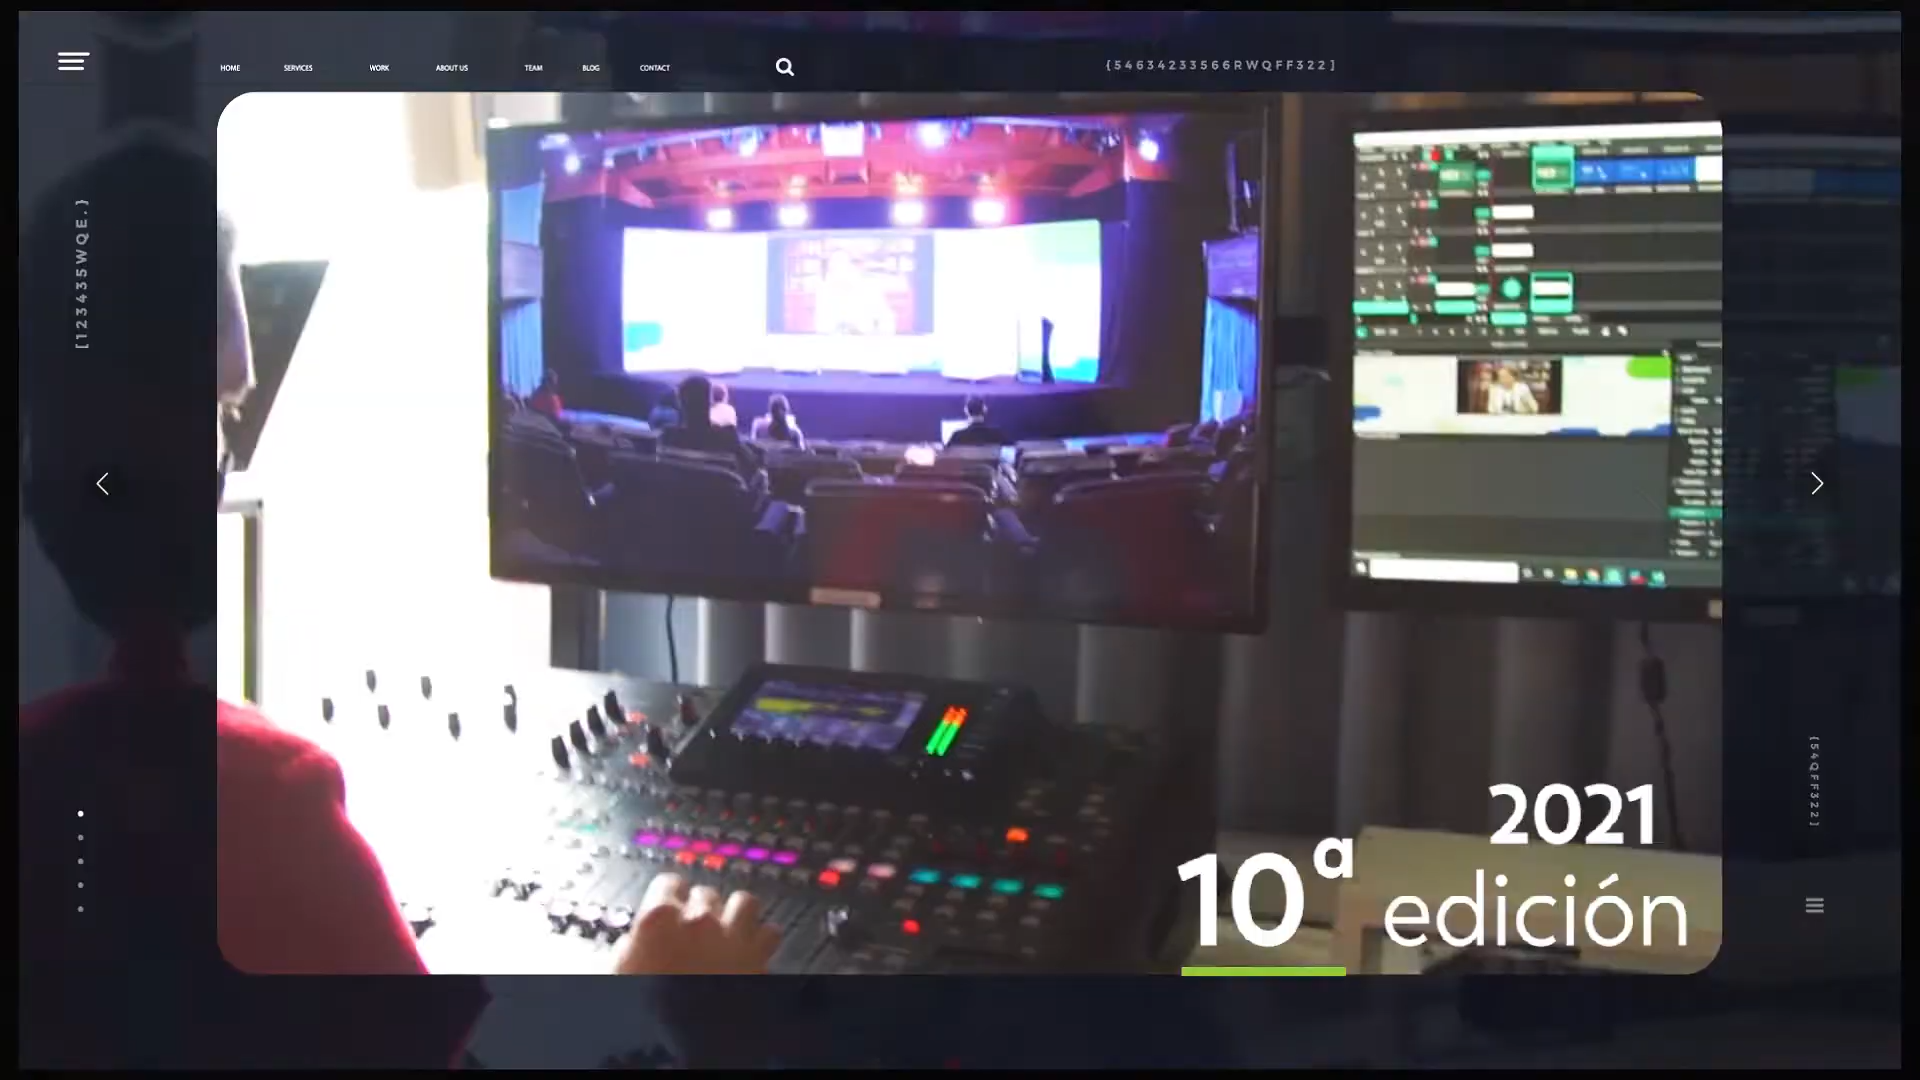 HOME SERVICES WORK ABOUT US TEAM BLOG CONTACT
{54634233566RWQFF322]
[123435WQE.}
{54QFF322]
2021
10ª edición